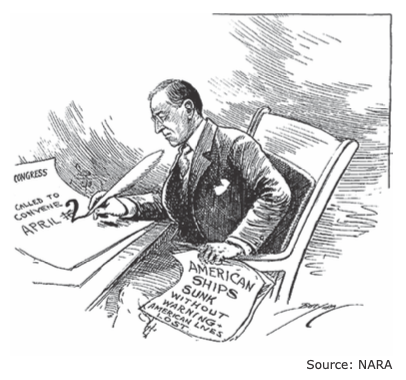 CONGRESS
CALLED TO
CONVENE
APRIL 2
AMERICAN
SHIPS
SUNK
WITHOUT
WARNING -
AMERICAN LIVES
LOST.
Source: NARA